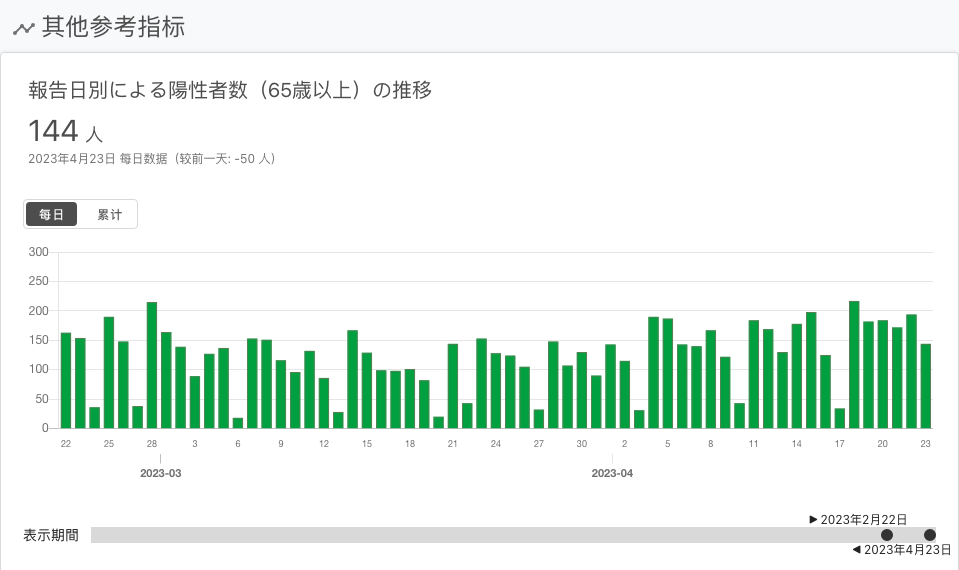 其他参考指标
報告日別による陽性者数（65歳以上）の推移
144 人
2023年4月23日 每日数据（较前一天: -50 人）
每日 累计
300
250
200
150
100
50
0
22 25 28 3 6 9 12 15 18 21 24 27 30 2 5 8 11 14 17 20 23
2023-03 2023-04
2023年2月22日
表示期間
2023年4月23日